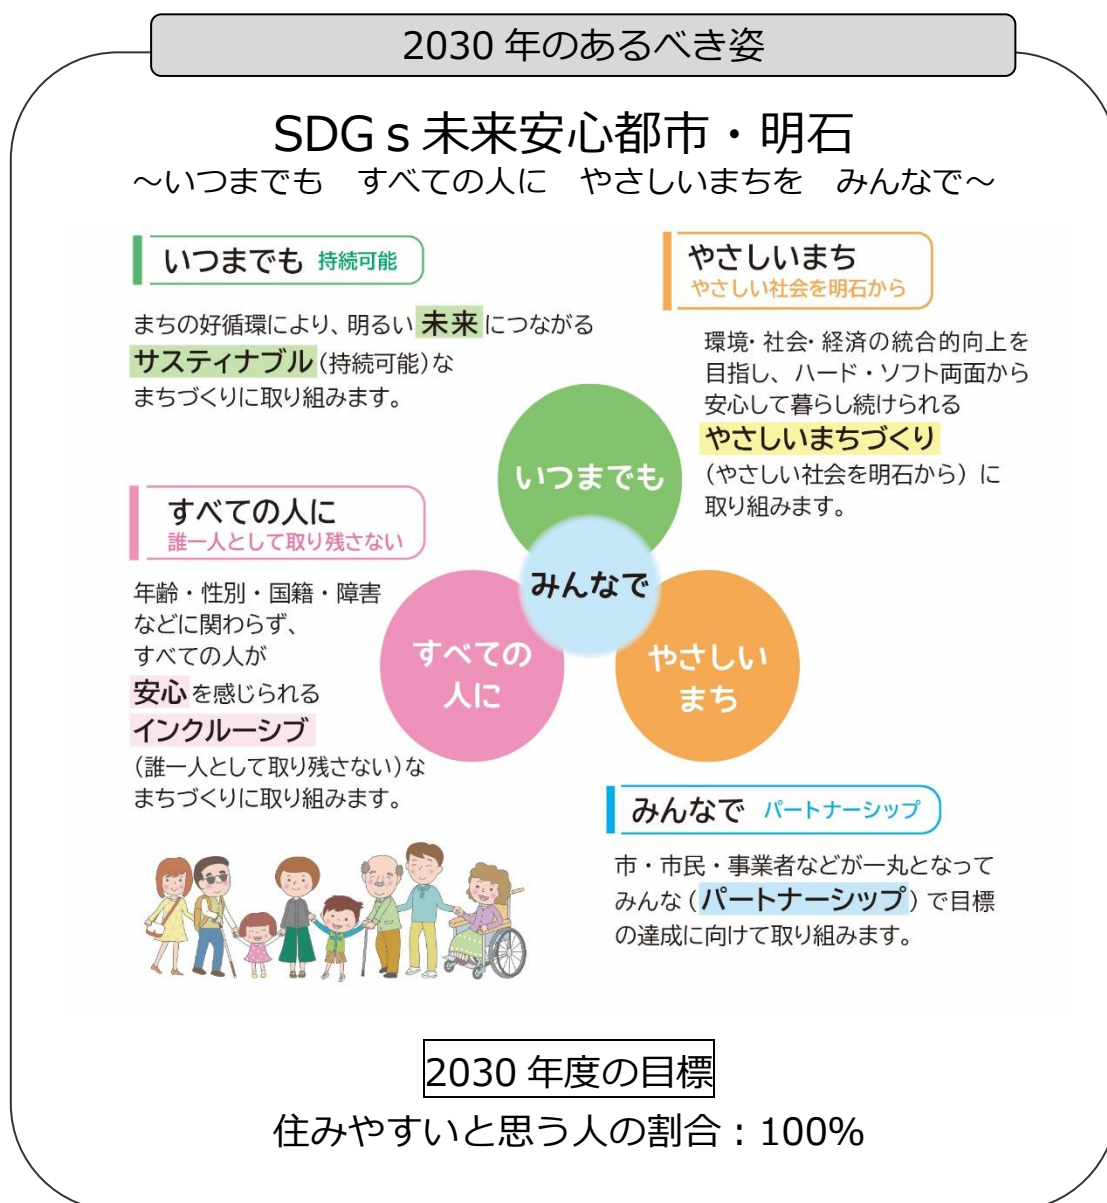 2030 年のあるべき姿
SDGｓ未来安心都市・明石
～いつまでも　すべての人に　やさしいまちを　みんなで～
いつまでも 持続可能
まちの好循環により、明るい 未来 につながる
サスティナブル（持続可能）な
まちづくりに取り組みます。
やさしいまち
やさしい社会を明石から
環境・社会・経済の統合的向上を
目指し、ハード・ソフト両面から
安心して暮らし続けられる
やさしいまちづくり
（やさしい社会を明石から）に
取り組みます。
すべての人に
誰一人として取り残さない
年齢・性別・国籍・障害
などに関わらず、
すべての人が
安心 を感じられる
インクルーシブ
（誰一人として取り残さない）な
まちづくりに取り組みます。
いつまでも
みんなで
すべての
人に
やさしい
まち
みんなで パートナーシップ
市・市民・事業者などが一丸となって
みんな（パートナーシップ）で目標
の達成に向けて取り組みます。
2030 年度の目標
住みやすいと思う人の割合：100%